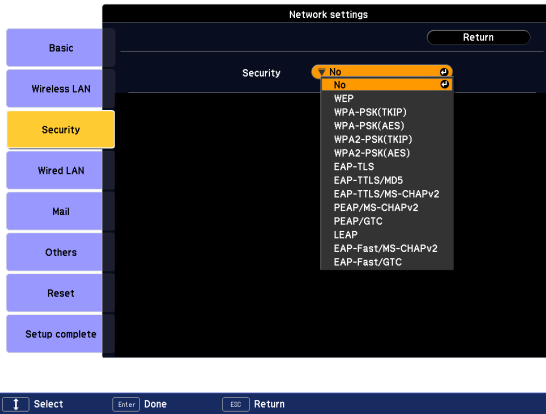 Network settings
Return
Basic
Wireless LAN
Security
Wired LAN
Mail
Others
Reset
Setup complete
Security
No
No
WEP
WPA-PSK(TKIP)
WPA-PSK(AES)
WPA2-PSK(TKIP)
WPA2-PSK(AES)
EAP-TLS
EAP-TTLS/MD5
EAP-TTLS/MS-CHAPv2
PEAP/MS-CHAPv2
PEAP/GTC
LEAP
EAP-Fast/MS-CHAPv2
EAP-Fast/GTC
Select Enter Done ESC Return